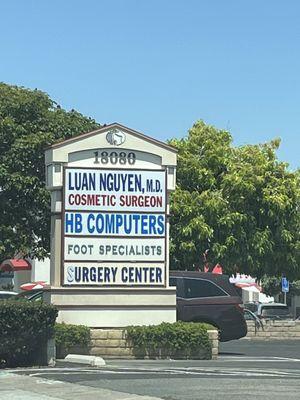 18080
LUAN NGUYEN, M.D.
COSMETIC SURGEON
HB COMPUTERS
FOOT SPECIALISTS
SURGERY CENTER